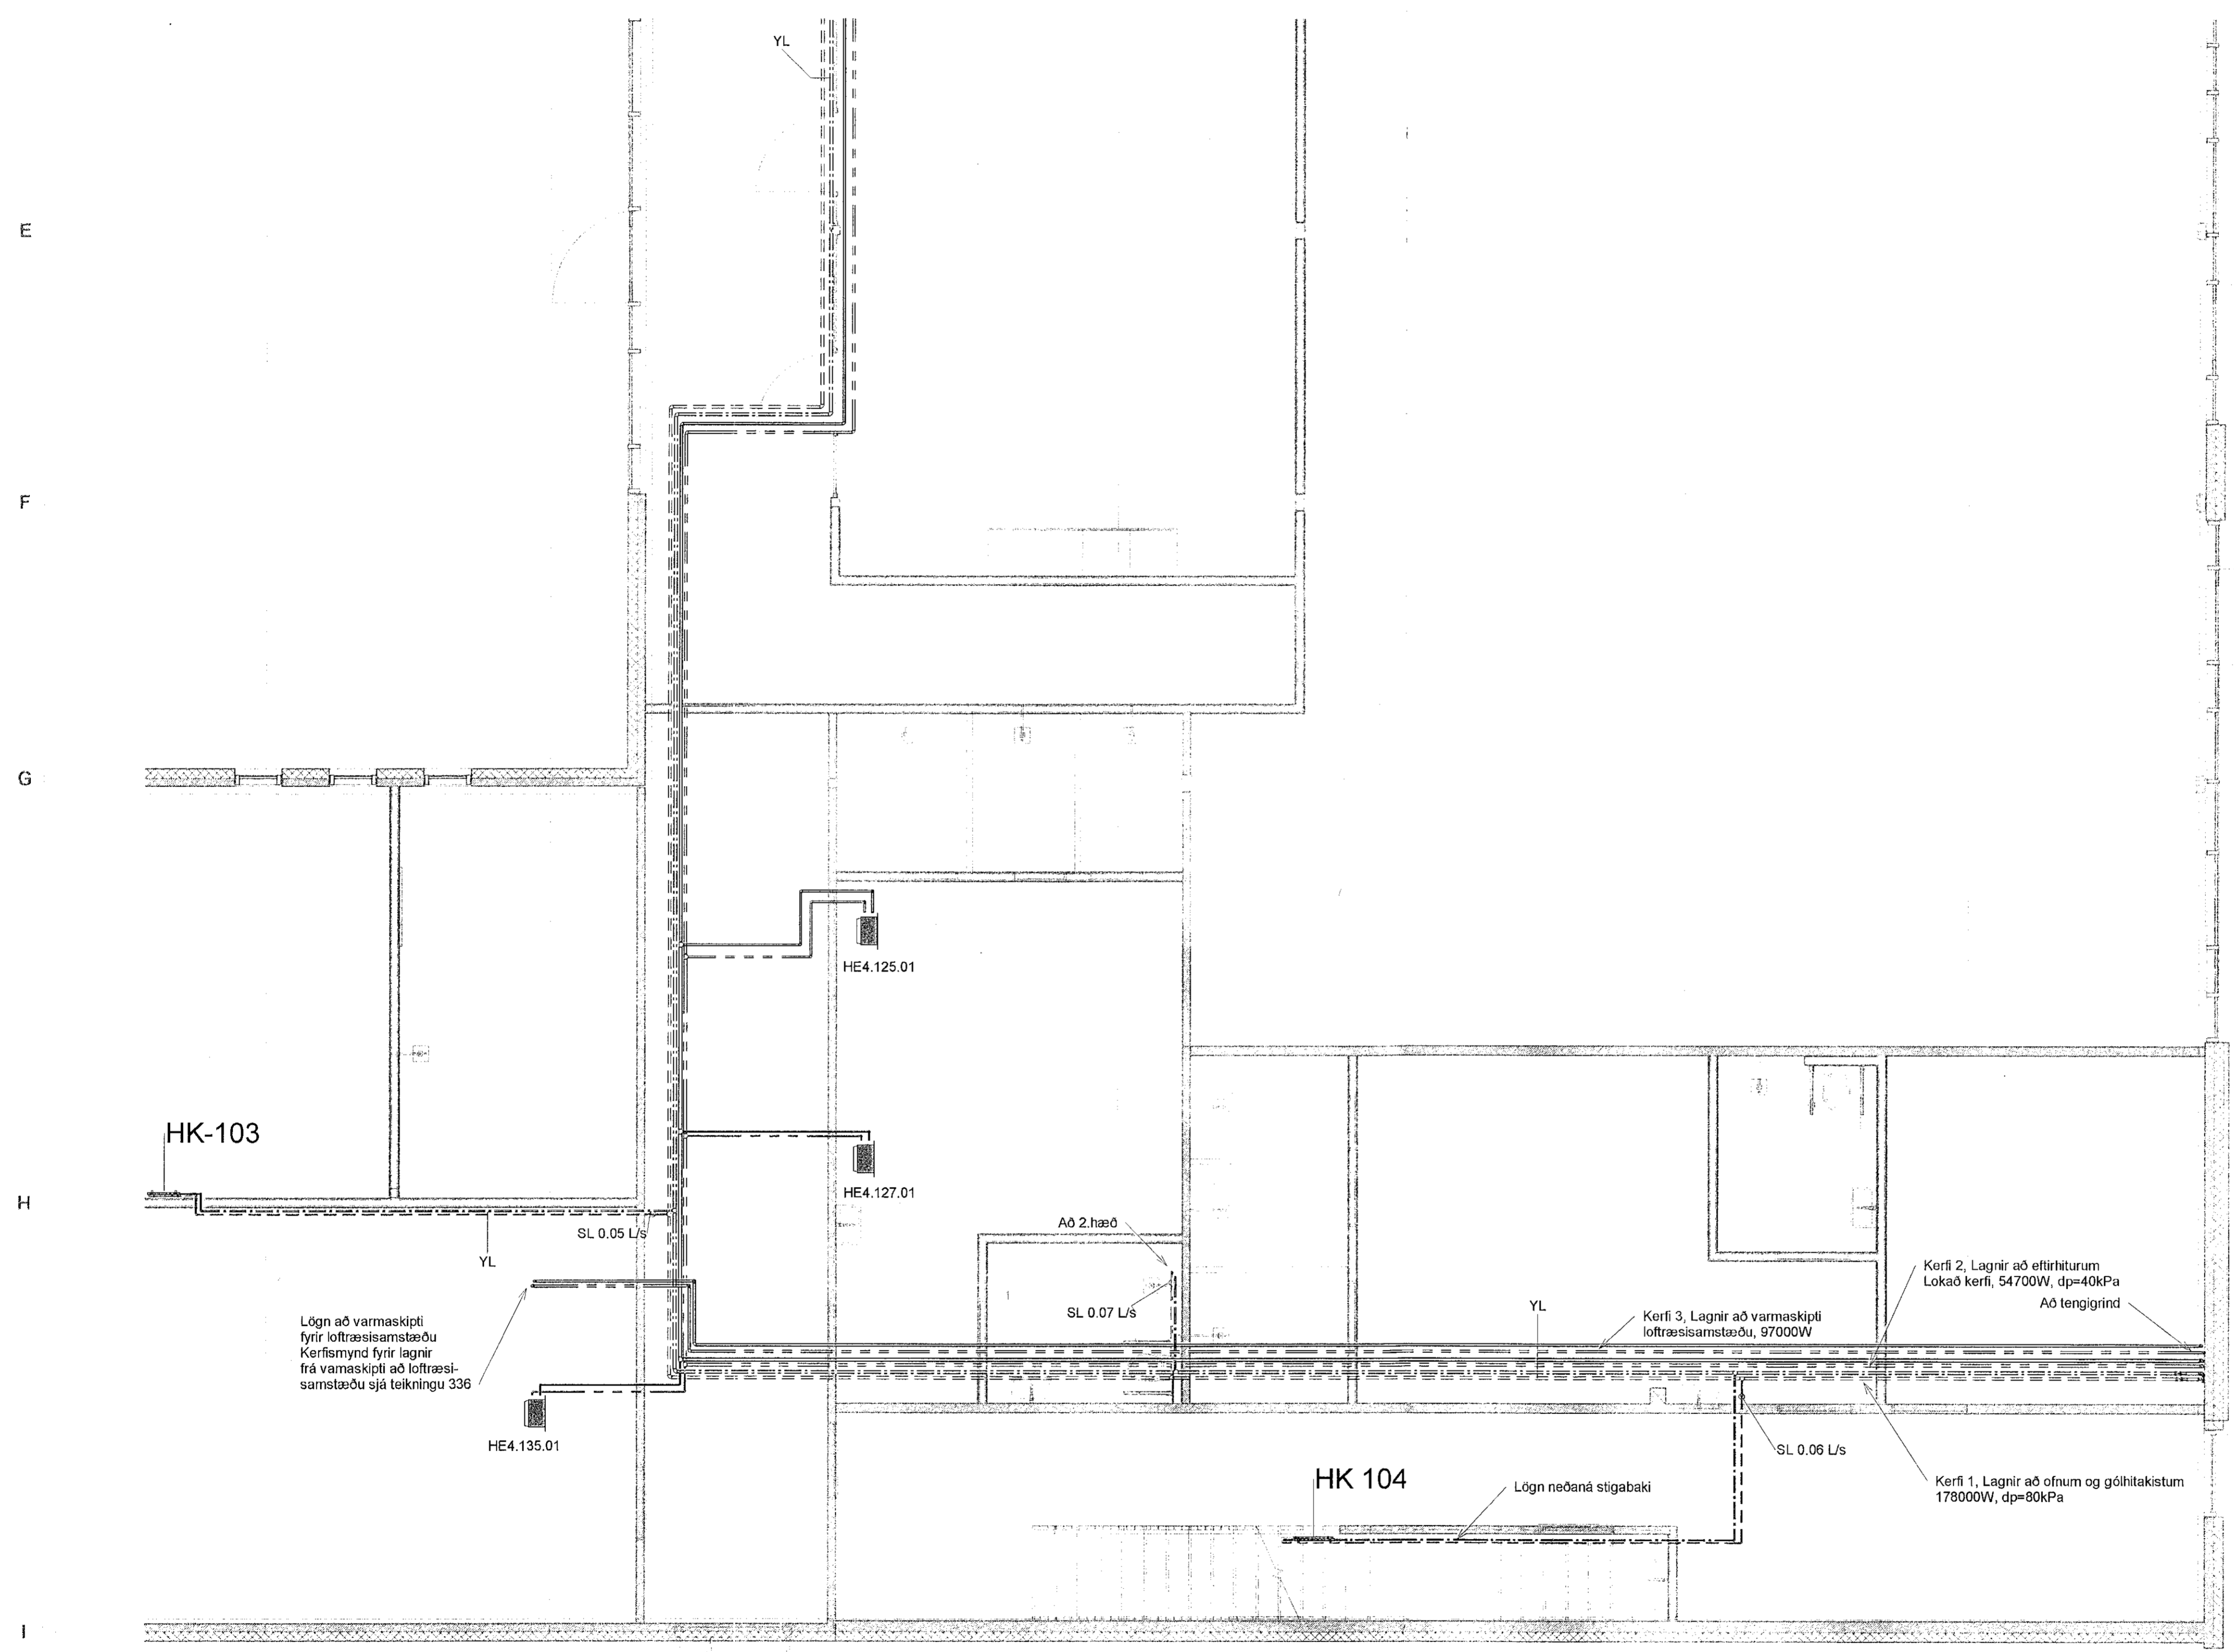 YL
E
F
G
HE4.125.01
HK-103
HE4.127.01
H
SL 0.05 L/s
YL
Að 2.hæð
SL 0.07 L/s
YL
Kerfi 2, Lagnir að eftirhiturum
Lokað kerfi, 54700W, dp=40kPa
Að tengigrind
Kerfi 3, Lagnir að varmaskipti
loftræsisamstæðu, 97000W
Lögn að varmaskipti
fyrir loftræsisamstæðu
Kerfismynd fyrir lagnir
frá vamaskipti að loftræsi-
samstæðu sjá teikningu 336
HE4.135.01
SL 0.06 L/s
HK 104
Lögn neðaná stigabaki
Kerfi 1, Lagnir að ofnum og gólhitakistum
178000W, dp=80kPa
I